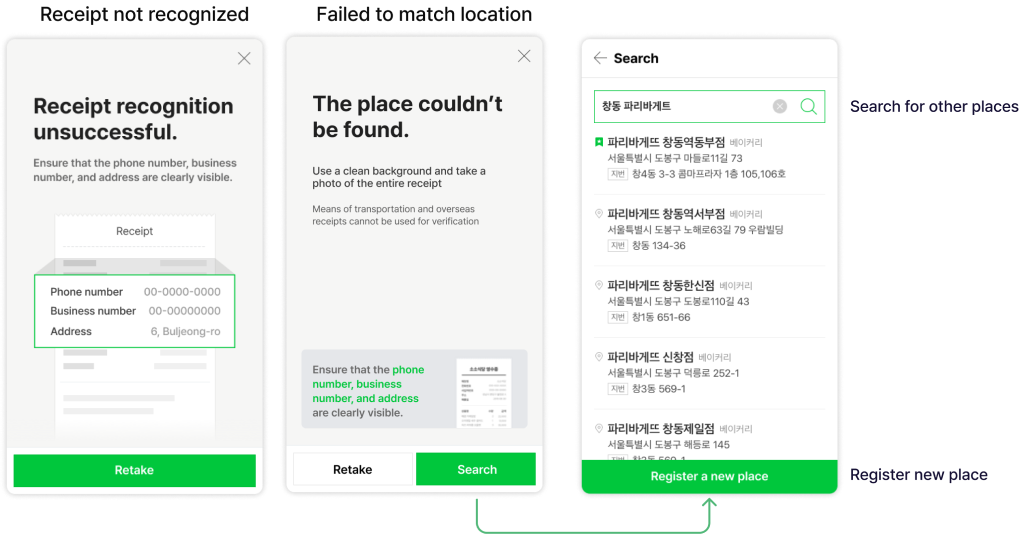 Receipt not recognized
Receipt recognition
unsuccessful.
Ensure that the phone number, business
number, and address are clearly visible.
Receipt
Phone number 00-0000-0000
Business number 00-00000000
Address 6, Buljeong-ro
Retake
Failed to match location
The place couldn't
be found.
Use a clean background and take a
photo of the entire receipt
Means of transportation and overseas
receipts cannot be used for verification
Ensure that the phone
number, business
number, and address
are clearly visible.
Retake
Search
Search
창동 파리바게트
파리바게뜨 창동역동부점 베이커리
서울특별시 도봉구 마들로11길 73
지번 창4동 3-3 콤마프라자 1층 105,106호
파리바게뜨 창동역서부점 베이커리
서울특별시 도봉구 노해로63길 79 우람빌딩
지번 창동 134-36
파리바게뜨 창동한신점 베이커리
서울특별시 도봉구 도봉로110길 43
지번 창1동 651-66
파리바게뜨 신창점 베이커리
서울특별시 도봉구 덕릉로 252-1
지번 창3동 569-1
파리바게뜨 창동제일점 베이커리
서울특별시 도봉구 해등로 145
Register a new place
Search for other places
Register new place